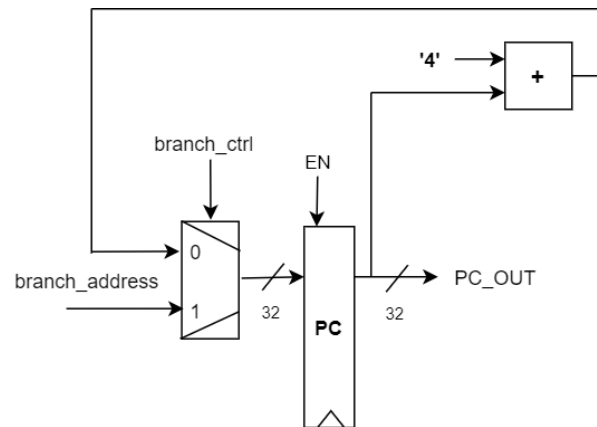 '4'
+
branch_ctrl
EN
0
branch_address
1
32
PC
32
PC_OUT